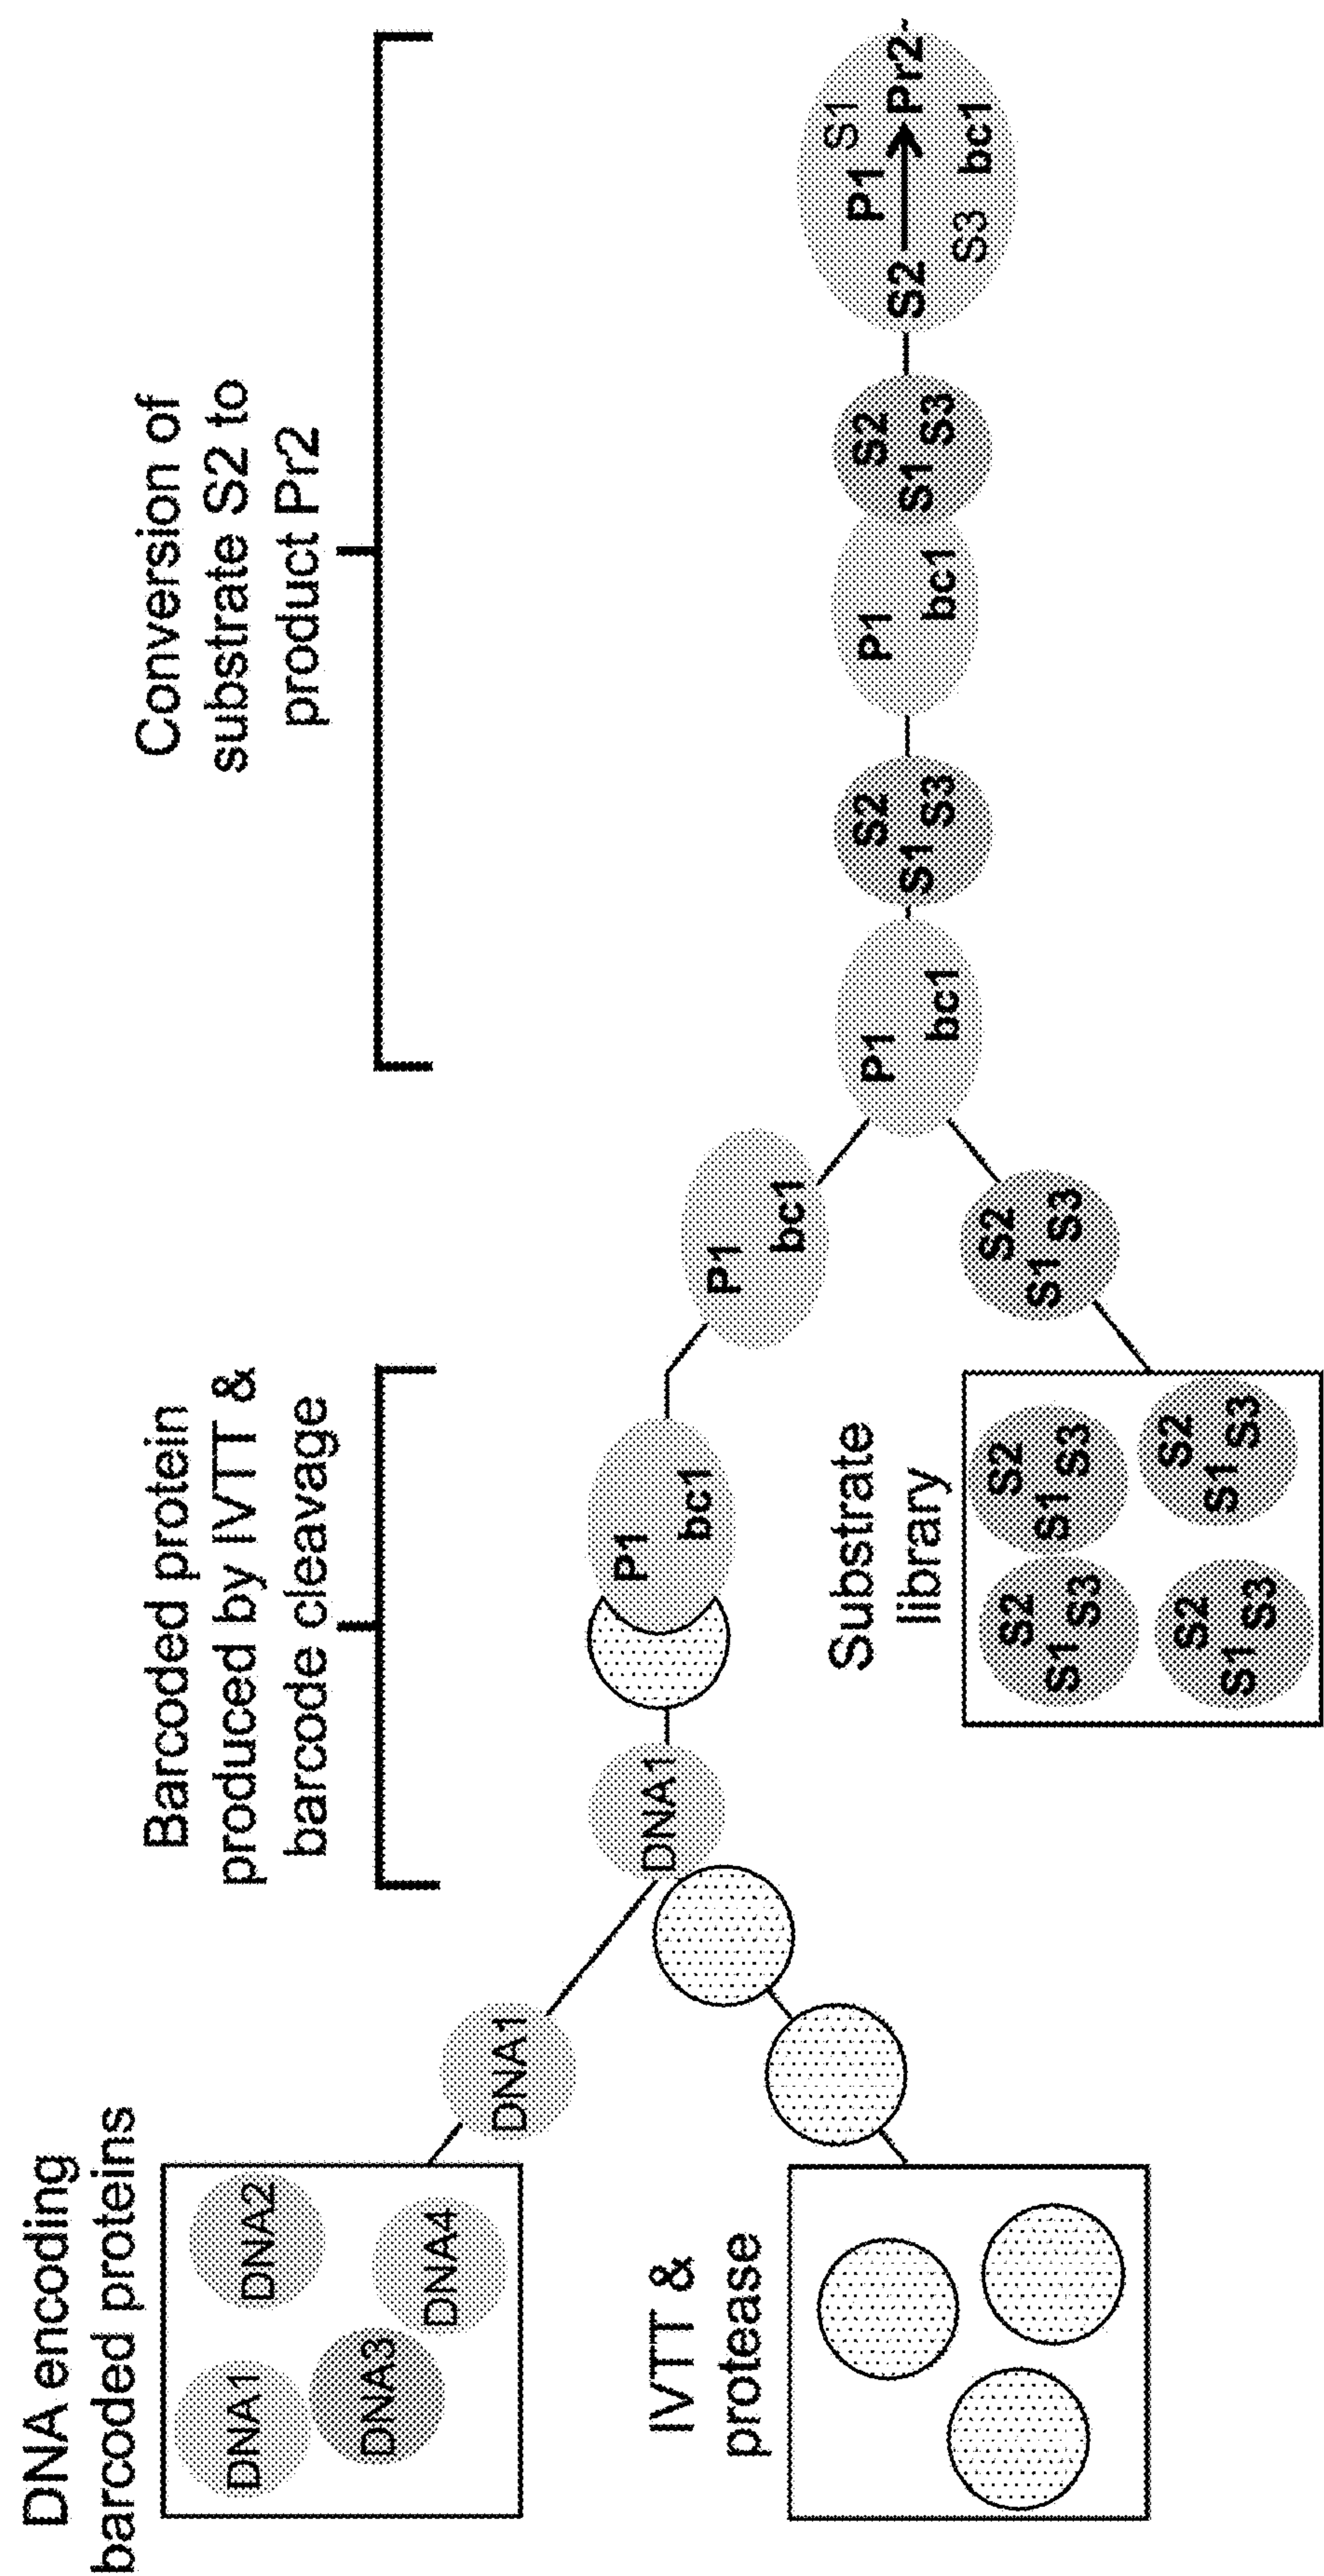 DNA encoding
barcoded proteins
DNA1
DNA2
DNA3
DNA4
DNA1
IVTT &
protease
Barcoded protein
produced by IVTT &
barcode cleavage
DNA1
P1
bc1
P1
bc1
Substrate
library
S2
S1 S3
S2
S1 S3
S2
S1 S3
S2
S1 S3
S2
S1 S3
Conversion of
substrate S2 to
product Pr2
P1
bc1
S2
S1 S3
P1
bc1
S2
S1 S3
P1 S1
S2 Pr2~
S3 bc1